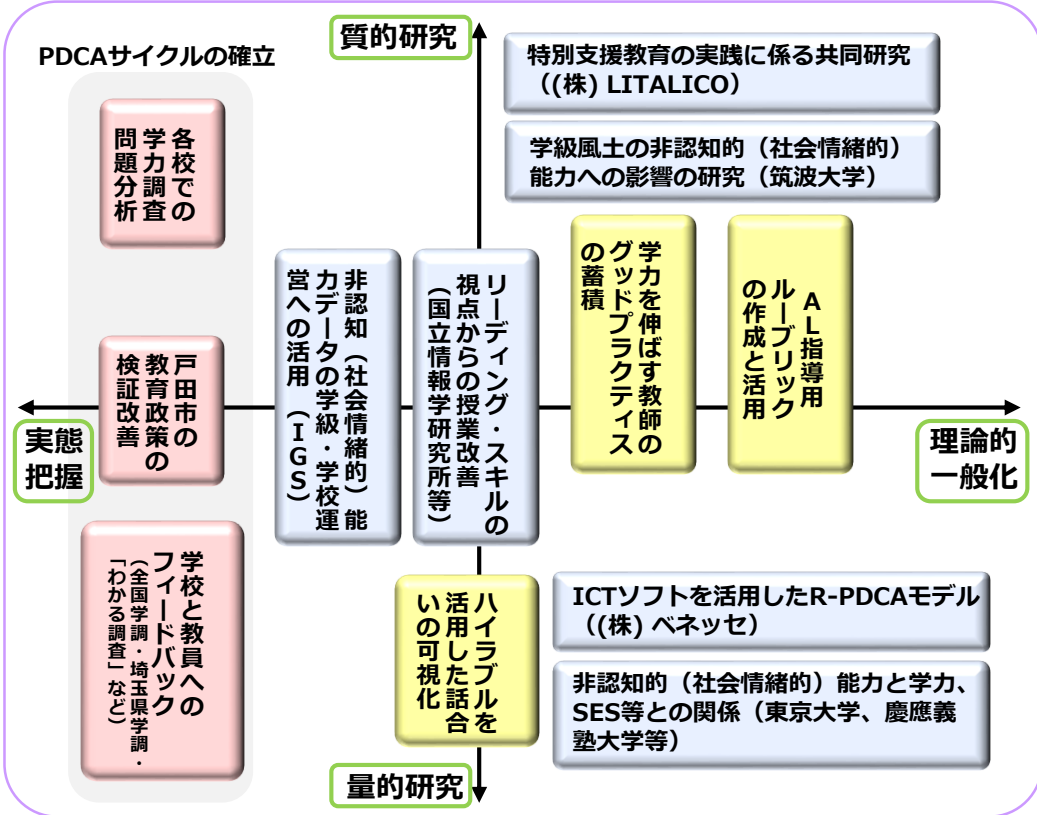 質的研究
PDCAサイクルの確立
特別支援教育の実践に係る共同研究
((株) LITALICO)
学級風土の非認知的（社会情緒的）
能力への影響の研究（筑波大学）
各校での
学力調査
問題分析
戸田市の
教育政策の
検証改善
学校と教員への
フィードバック
（全国学調・埼玉県学調・
「わかる調査」など）
非認知（社会情緒的）能
力データの学級・学校運
営への活用（IGS）
リーディング・スキルの
視点からの授業改善
（国立情報学研究所等）
学力を伸ばす教師の
グッドプラクティス
の蓄積
AL指導用
ルーブリック
の作成と活用
実態
把握
理論的
一般化
ハイラブルを
活用した話合
いの可視化
ICTソフトを活用したR-PDCAモデル
((株) ベネッセ）
非認知的（社会情緒的）能力と学力、
SES等との関係（東京大学、慶應義
塾大学等）
量的研究